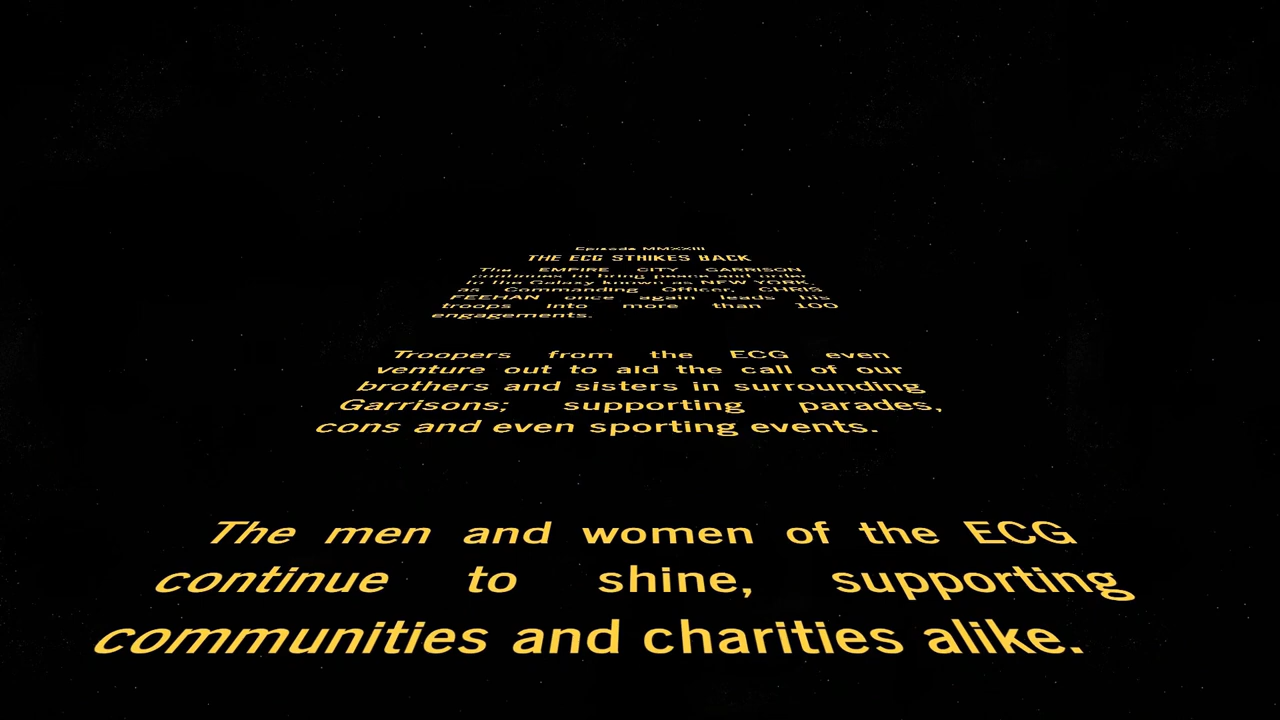 Episode MMXXIII
THE ECG STRIKES BACK
The EMPIRE CITY GARRISON
continues to bring peace and order
to the Galaxy known as NEW YORK,
as Commanding Officer, CHRIS
FEEHAN once again leads his
troops into more than 100
engagements.
Troopers from the ECG even
venture out to aid the call of our
brothers and sisters in surrounding
Garrisons; supporting parades,
cons and even sporting events.
The men and women of the ECG
continue to shine, supporting
communities and charities alike.